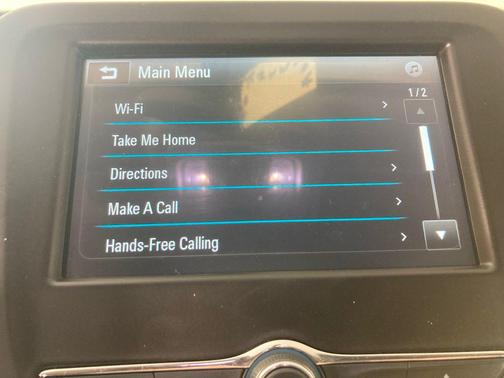 Main Menu
1/2
Wi-Fi
Take Me Home
Directions
Make A Call
Hands-Free Calling